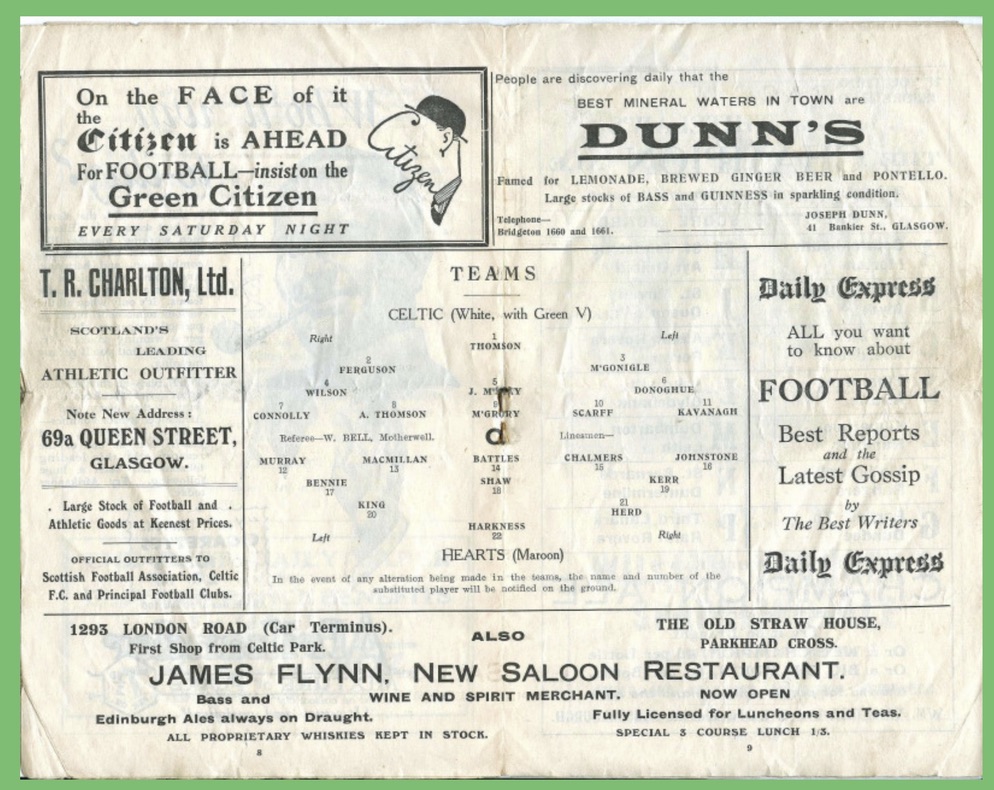 On the FACE of it
the
Citizen is AHEAD
For FOOTBALL—insist on the
Green Citizen
EVERY SATURDAY NIGHT
Citizen
People are discovering daily that the
BEST MINERAL WATERS IN TOWN are
DUNN'S
Famed for LEMONADE, BREWED GINGER BEER and PONTELLO.
Large stocks of BASS and GUINNESS in sparkling condition.
Telephone—
Bridgeton 1660 and 1661.
JOSEPH DUNN,
41 Bankier St., GLASGOW.
T. R. CHARLTON, Ltd.
SCOTLAND'S
LEADING
ATHLETIC OUTFITTER
Note New Address:
69a QUEEN STREET,
GLASGOW.
. Large Stock of Football and .
Athletic Goods at Keenest Prices.
OFFICIAL OUTFITTERS TO
Scottish Football Association, Celtic
F.C. and Principal Football Clubs.
TEAMS
CELTIC (White, with Green V)
Right
1
Left
THOMSON
2
3
FERGUSON
M'GONIGLE
4
5
6
WILSON
J.
DONOGHUE
7
8
9
10
11
CONNOLLY
A. THOMSON
M'GRORY
SCARFF
KAVANAGH
Referee—W. BELL, Motherwell.
d
Linesmen—
MURRAY
MACMILLAN
BATTLES
CHALMERS
JOHNSTONE
12
13
14
15
16
BENNIE
SHAW
KERR
17
18
19
KING
21
20
HERD
HARKNESS
Left
22
Right
HEARTS (Maroon)
In the event of any alteration being made in the teams, the name and number of the
substituted player will be notified on the ground.
Daily Express
ALL you want
to know about
FOOTBALL
Best Reports
and the
Latest Gossip
by
The Best Writers
Daily Express
1293 LONDON ROAD (Car Terminus).
First Shop from Celtic Park.
ALSO
THE OLD STRAW HOUSE,
PARKHEAD CROSS.
JAMES FLYNN, NEW SALOON RESTAURANT,
Bass and
WINE AND SPIRIT MERCHANT.
NOW OPEN
Edinburgh Ales always on Draught.
Fully Licensed for Luncheons and Teas.
ALL PROPRIETARY WHISKIES KEPT IN STOCK.
SPECIAL 3 COURSE LUNCH 1/3.
8
9